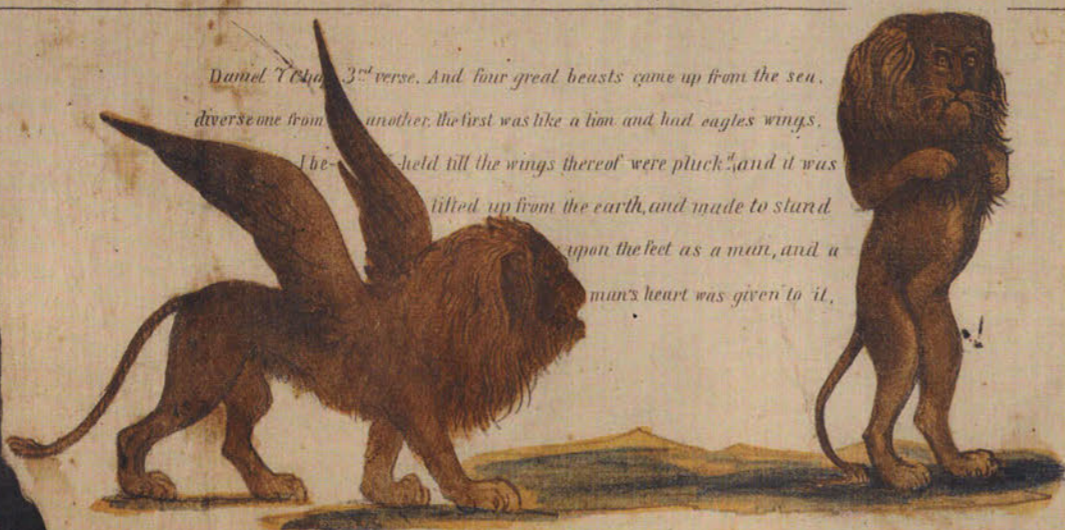 Daniel 7 Chap 3rd verse. And four great beasts came up from the sea,
diverse one from another, the first was like a lion and had eagles wings.
I be-held till the wings thereof were pluck'd, and it was
lifted up from the earth, and made to stand
upon the feet as a man, and a
man's heart was given to it.